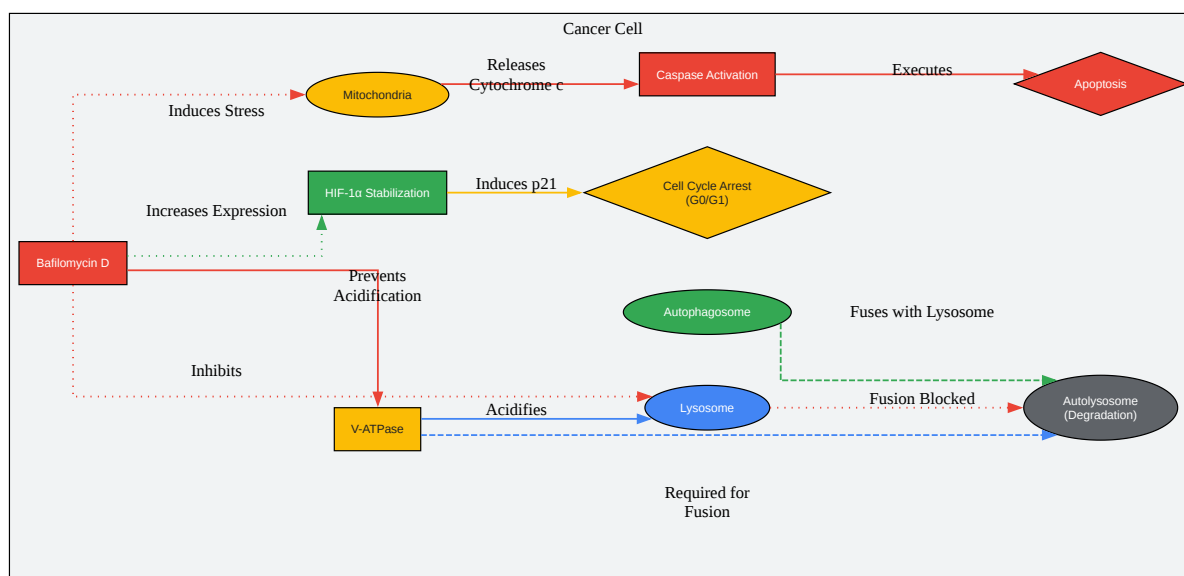 Cancer Cell
Releases
Cytochrome c
Caspase Activation
Executes
Apoptosis
Mitochondria
Induces Stress
HIF-1α Stabilization
Induces p21
Cell Cycle Arrest
(G0/G1)
Increases Expression
Bafilomycin D
Prevents
Acidification
Autophagosome
Fuses with Lysosome
Inhibits
V-ATPase
Acidifies
Lysosome
Fusion Blocked
Autolysosome
(Degradation)
Required for
Fusion